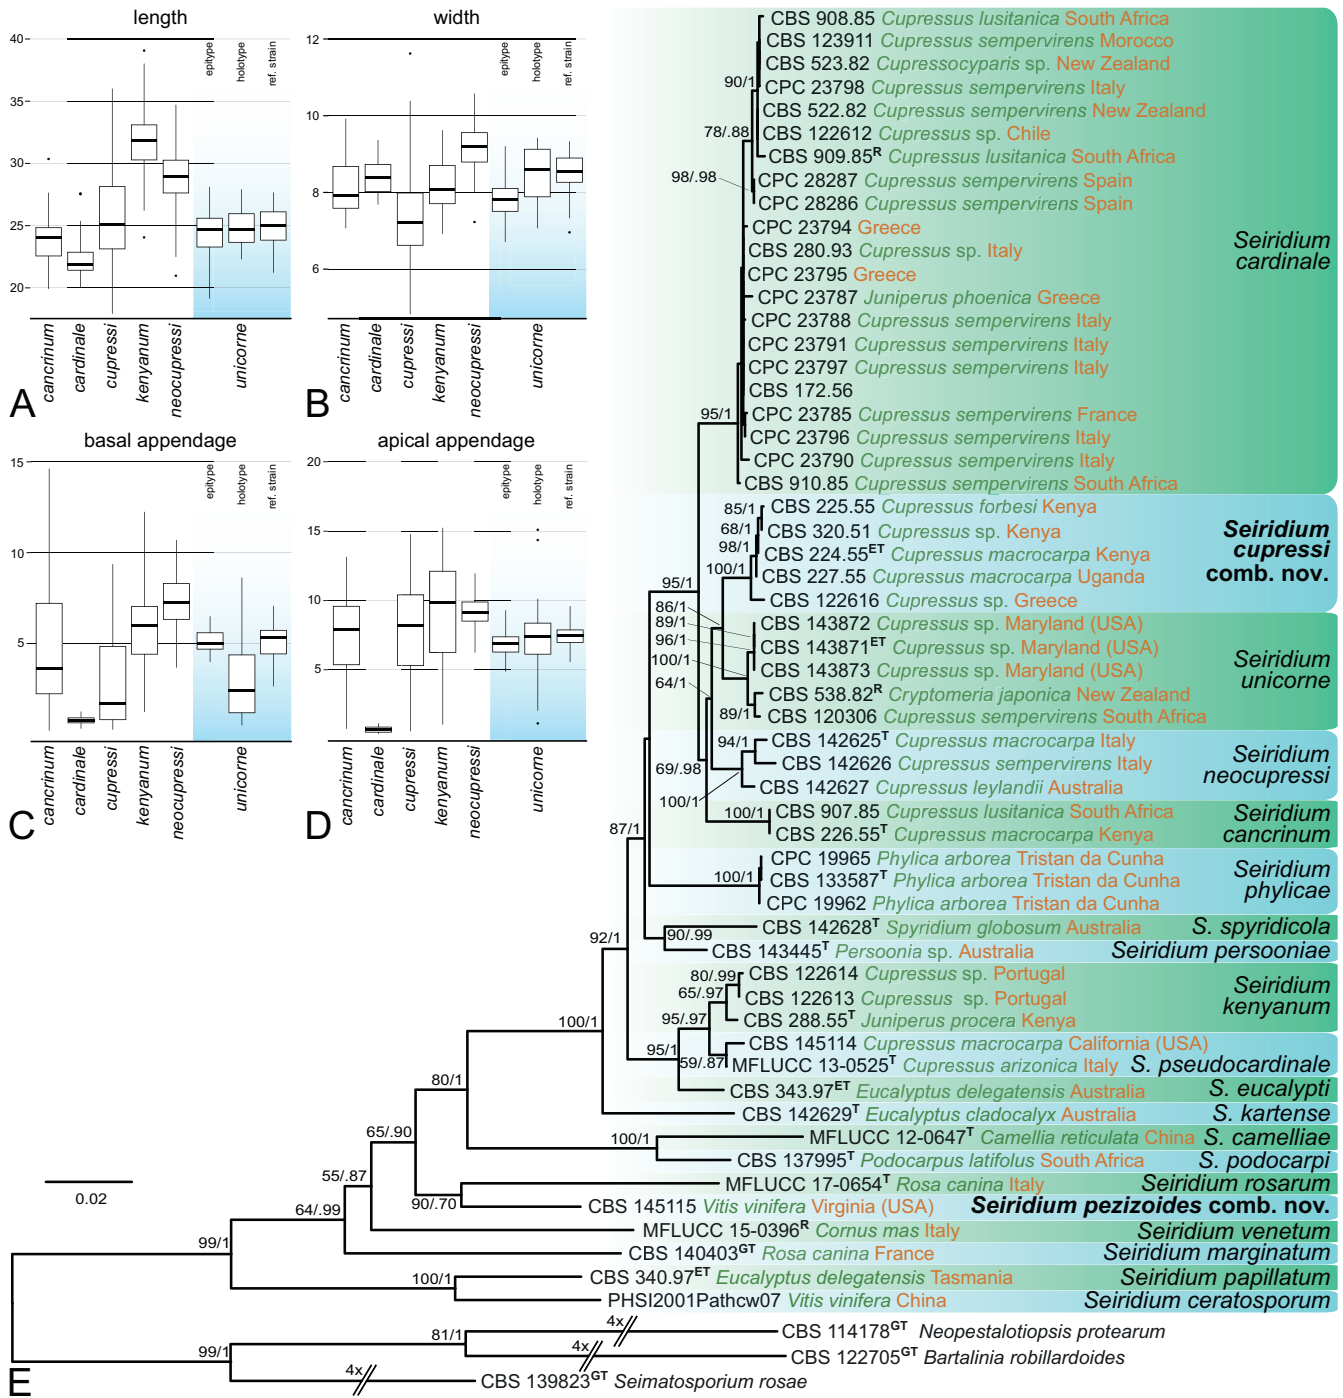 length
40
35
30
25
20
epitype
holotype
ref. strain
cancrinum
cardinale
cupressi
kenyanum
neocupressi
unicorne
A
width
12
10
8
6
epitype
holotype
ref. strain
cancrinum
cardinale
cupressi
kenyanum
neocupressi
unicorne
B
basal appendage
15
10
5
epitype
holotype
ref. strain
cancrinum
cardinale
cupressi
kenyanum
neocupressi
unicorne
C
apical appendage
20
15
10
5
epitype
holotype
ref. strain
cancrinum
cardinale
cupressi
kenyanum
neocupressi
unicorne
D
CBS 908.85 Cupressus lusitanica South Africa
CBS 123911 Cupressus sempervirens Morocco
CBS 523.82 Cupressocyparis sp. New Zealand
CPC 23798 Cupressus sempervirens Italy
CBS 522.82 Cupressus sempervirens New Zealand
CBS 122612 Cupressus sp. Chile
CBS 909.85R Cupressus lusitanica South Africa
CPC 28287 Cupressus sempervirens Spain
CPC 28286 Cupressus sempervirens Spain
CPC 23794 Greece
CBS 280.93 Cupressus sp. Italy
CPC 23795 Greece
CPC 23787 Juniperus phoenica Greece
CPC 23788 Cupressus sempervirens Italy
CPC 23791 Cupressus sempervirens Italy
CPC 23797 Cupressus sempervirens Italy
CBS 172.56
CPC 23785 Cupressus sempervirens France
CPC 23796 Cupressus sempervirens Italy
CPC 23790 Cupressus sempervirens Italy
CBS 910.85 Cupressus sempervirens South Africa
Seiridium
cardinale
90/1
78/.88
98/.98
95/1
CBS 225.55 Cupressus forbesi Kenya
CBS 320.51 Cupressus sp. Kenya
CBS 224.55ET Cupressus macrocarpa Kenya
CBS 227.55 Cupressus macrocarpa Uganda
CBS 122616 Cupressus sp. Greece
Seiridium
cupressi
comb. nov.
85/1
68/1
98/1
100/1
95/1
86/1
89/1
96/1
100/1
64/1
89/1
CBS 143872 Cupressus sp. Maryland (USA)
CBS 143871ET Cupressus sp. Maryland (USA)
CBS 143873 Cupressus sp. Maryland (USA)
CBS 538.82R Cryptomeria japonica New Zealand
CBS 120306 Cupressus sempervirens South Africa
Seiridium
unicorne
94/1
69/.98
100/1
CBS 142625T Cupressus macrocarpa Italy
CBS 142626 Cupressus sempervirens Italy
CBS 142627 Cupressus leylandii Australia
Seiridium
neocupressi
100/1
CBS 907.85 Cupressus lusitanica South Africa
CBS 226.55T Cupressus macrocarpa Kenya
Seiridium
cancrinum
87/1
100/1
CPC 19965 Phylica arborea Tristan da Cunha
CBS 133587T Phylica arborea Tristan da Cunha
CPC 19962 Phylica arborea Tristan da Cunha
Seiridium
phylicae
92/1
90/.99
CBS 142628T Spyridium globosum Australia S. spyridicola
CBS 143445T Persoonia sp. Australia Seiridium persooniae
80/.99
65/.97
95/.97
CBS 122614 Cupressus sp. Portugal
CBS 122613 Cupressus sp. Portugal
CBS 288.55T Juniperus procera Kenya
Seiridium
kenyanum
100/1
95/1
59/.87
CBS 145114 Cupressus macrocarpa California (USA)
MFLUCC 13-0525T Cupressus arizonica Italy S. pseudocardinale
CBS 343.97ET Eucalyptus delegatensis Australia S. eucalypti
CBS 142629T Eucalyptus cladocalyx Australia S. kartense
80/1
100/1
MFLUCC 12-0647T Camellia reticulata China S. camelliae
CBS 137995T Podocarpus latifolus South Africa S. podocarpi
65/.90
55/.87
90/.70
MFLUCC 17-0654T Rosa canina Italy Seiridium rosarum
CBS 145115 Vitis vinifera Virginia (USA) Seiridium pezizoides comb. nov.
64/.99
MFLUCC 15-0396R Cornus mas Italy Seiridium venetum
99/1
CBS 140403GT Rosa canina France Seiridium marginatum
100/1
CBS 340.97ET Eucalyptus delegatensis Tasmania Seiridium papillatum
PHSI2001Pathcw07 Vitis vinifera China Seiridium ceratosporum
0.02
4x
81/1
CBS 114178GT Neopestalotiopsis protearum
99/1
4x
CBS 122705GT Bartalinia robillardoides
4x
CBS 139823GT Seimatosporium rosae
E